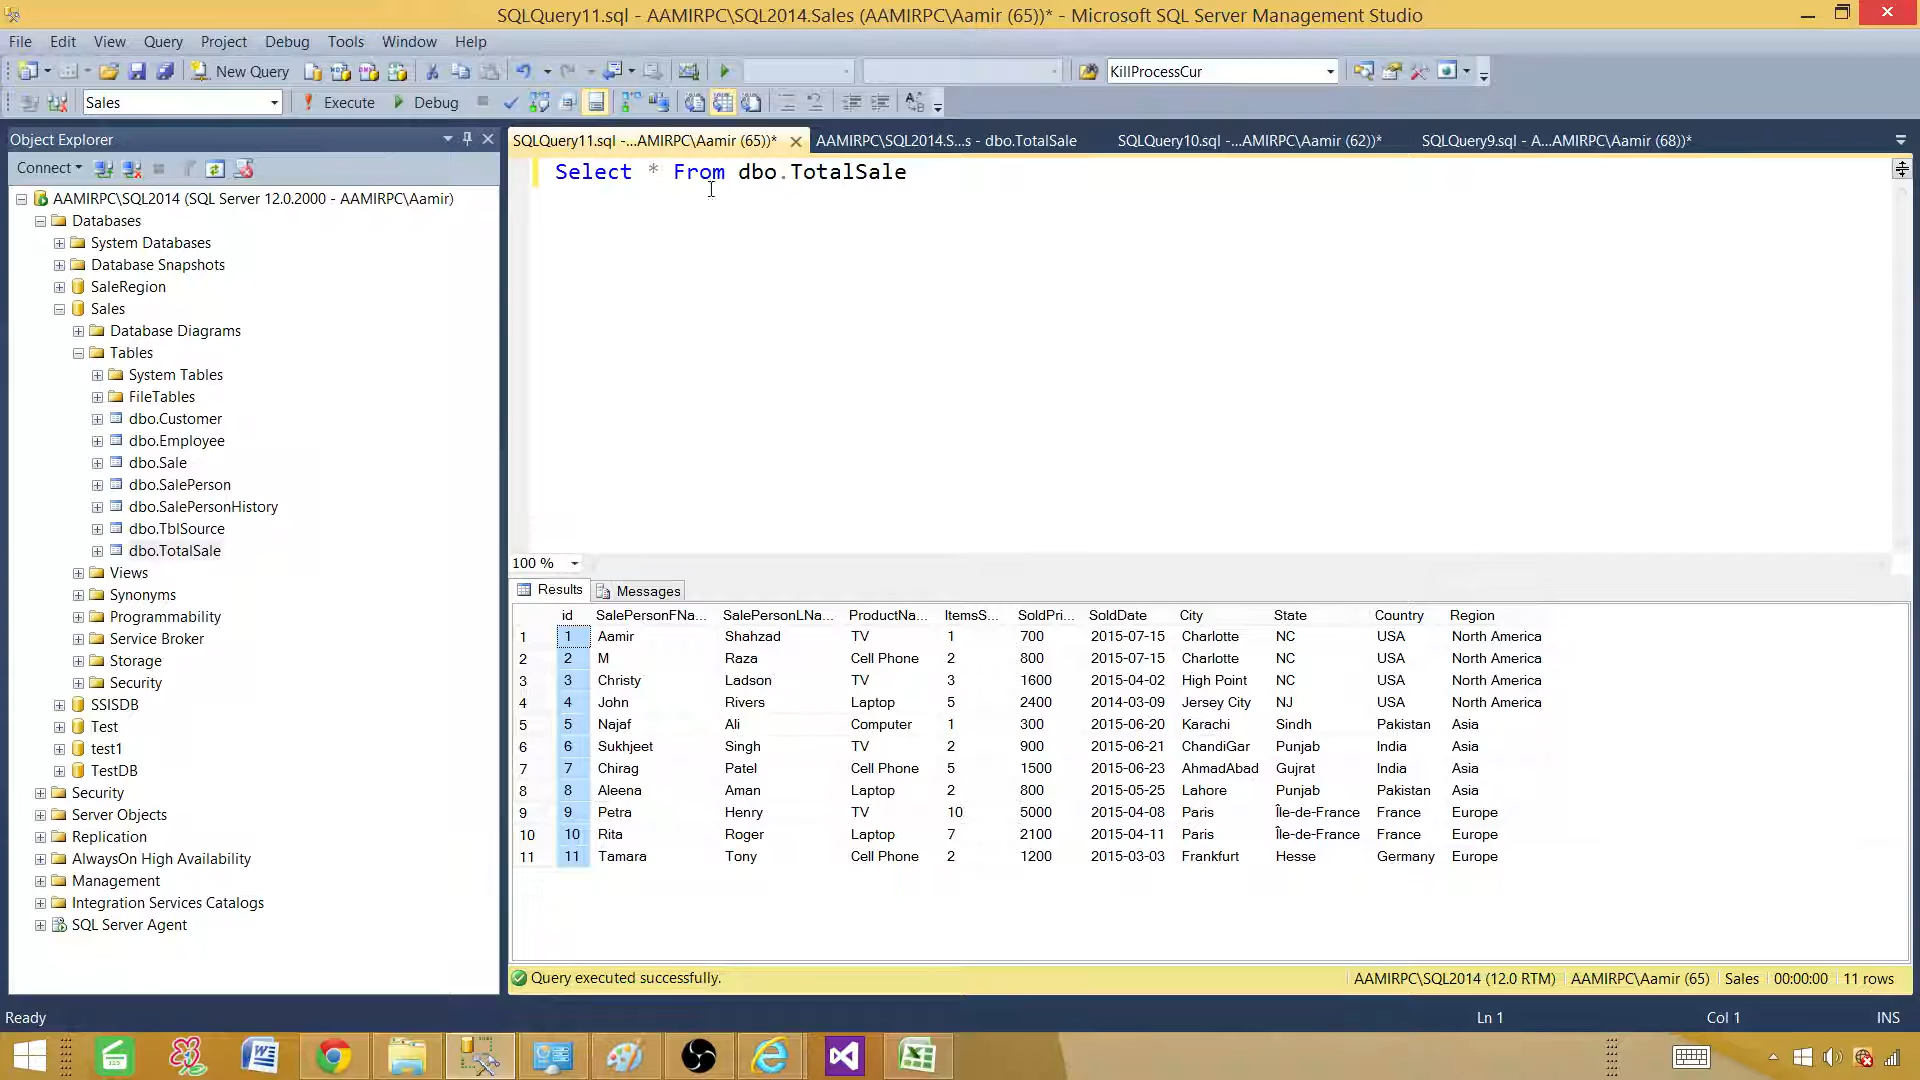 SQLQuery11.sql - AAMIRPC\SQL2014.Sales (AAMIRPC\Aamir (65))* - Microsoft SQL Server Management Studio
File Edit View Query Project Debug Tools Window Help
New Query KillProcessCur
Sales Execute Debug
Object Explorer
Connect
AAMIRPC\SQL2014 (SQL Server 12.0.2000 - AAMIRPC\Aamir)
Databases
System Databases
Database Snapshots
SaleRegion
Sales
Database Diagrams
Tables
System Tables
FileTables
dbo.Customer
dbo.Employee
dbo.Sale
dbo.SalePerson
dbo.SalePersonHistory
dbo.TblSource
dbo.TotalSale
Views
Synonyms
Programmability
Service Broker
Storage
Security
SSISDB
Test
test1
TestDB
Security
Server Objects
Replication
AlwaysOn High Availability
Management
Integration Services Catalogs
SQL Server Agent
SQLQuery11.sql -...AMIRPC\Aamir (65))* AAMIRPC\SQL2014.S...s - dbo.TotalSale SQLQuery10.sql -...AMIRPC\Aamir (62))* SQLQuery9.sql - A...AMIRPC\Aamir (68))*
Select * From dbo.TotalSale
100 %
Results Messages
id SalePersonFNa... SalePersonLNa... ProductNa... ItemsS... SoldPri... SoldDate City State Country Region
1 1 Aamir Shahzad TV 1 700 2015-07-15 Charlotte NC USA North America
2 2 M Raza Cell Phone 2 800 2015-07-15 Charlotte NC USA North America
3 3 Christy Ladson TV 3 1600 2015-04-02 High Point NC USA North America
4 4 John Rivers Laptop 5 2400 2014-03-09 Jersey City NJ USA North America
5 5 Najaf Ali Computer 1 300 2015-06-20 Karachi Sindh Pakistan Asia
6 6 Sukhjeet Singh TV 2 900 2015-06-21 ChandiGar Punjab India Asia
7 7 Chirag Patel Cell Phone 5 1500 2015-06-23 AhmadAbad Gujrat India Asia
8 8 Aleena Aman Laptop 2 800 2015-05-25 Lahore Punjab Pakistan Asia
9 9 Petra Henry TV 10 5000 2015-04-08 Paris Île-de-France France Europe
10 10 Rita Roger Laptop 7 2100 2015-04-11 Paris Île-de-France France Europe
11 11 Tamara Tony Cell Phone 2 1200 2015-03-03 Frankfurt Hesse Germany Europe
Query executed successfully. AAMIRPC\SQL2014 (12.0 RTM) AAMIRPC\Aamir (65) Sales 00:00:00 11 rows
Ready Ln 1 Col 1 INS